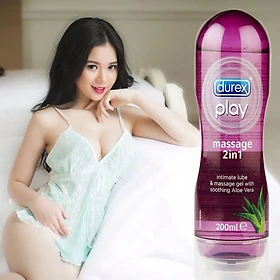 durex
play
massage
2in1
intimate lube
& massage gel with
soothing Aloe Vera
200ml e